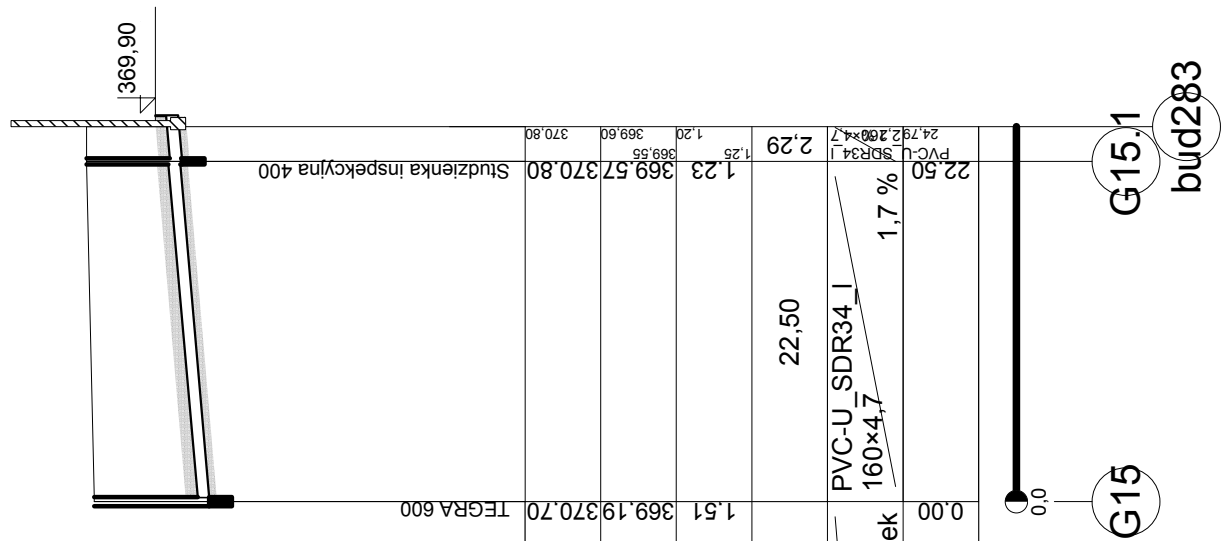 369,90
370,80
369,60
1,20
2,29
24,79
369,55
1,25
PVC-U_SDR34_I
Studzienka inspekcyjna 400
370.80
369.57
1.23
1,7 %
22.50
22,50
PVC-U_SDR34_I
160×4,7
TEGRA 600
370.70
369.19
1.51
ek
0.00
0,0
G15
G15.1
bud283